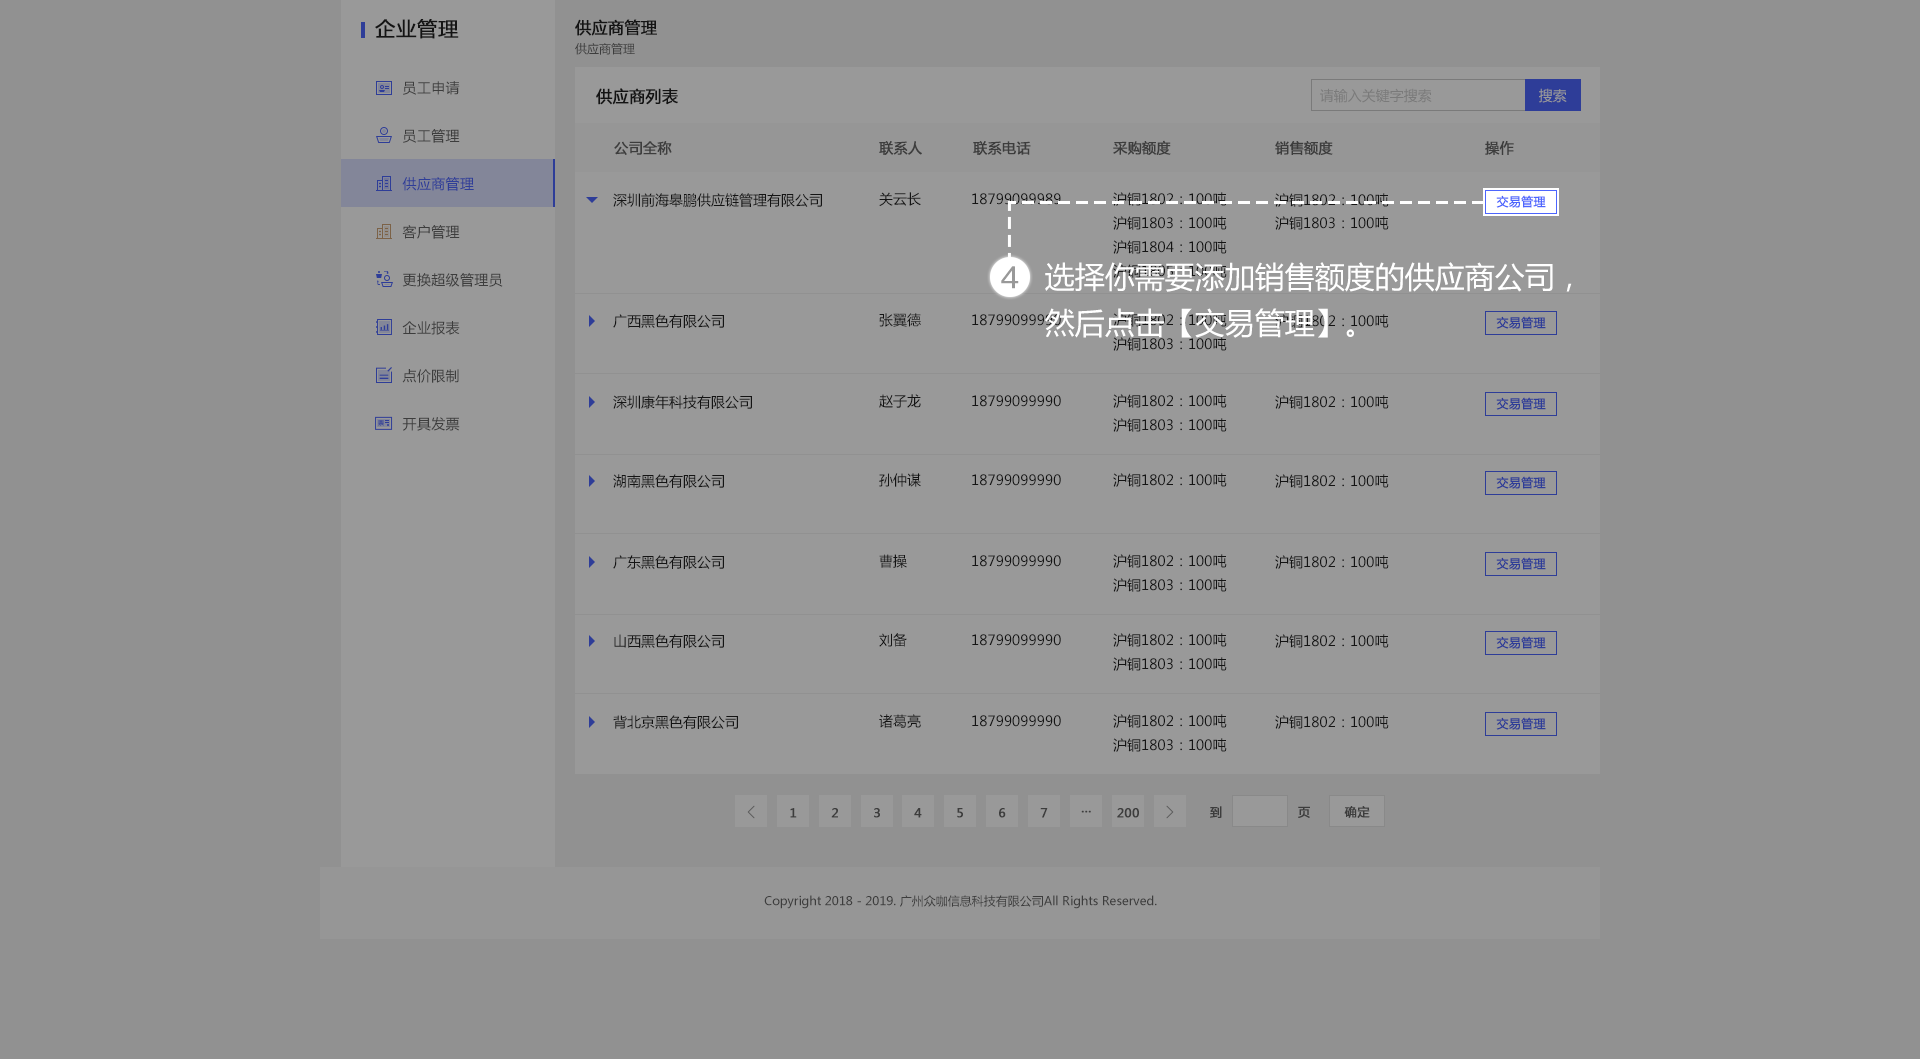 企业管理
员工申请
员工管理
供应商管理
客户管理
更换超级管理员
企业报表
点价限制
开具发票
供应商管理
供应商管理
供应商列表
请输入关键字搜索 搜索
公司全称 联系人 联系电话 采购额度 销售额度 操作
深圳前海皋鹏供应链管理有限公司 关云长 18799099989 沪铜1802：100吨 沪铜1802：100吨 交易管理
沪铜1803：100吨 沪铜1803：100吨
沪铜1804：100吨
4 选择你需要添加销售额度的供应商公司，
然后点击【交易管理】。
广西黑色有限公司 张翼德 交易管理
沪铜1803：100吨
深圳康年科技有限公司 赵子龙 18799099990 沪铜1802：100吨 沪铜1802：100吨 交易管理
沪铜1803：100吨
湖南黑色有限公司 孙仲谋 18799099990 沪铜1802：100吨 沪铜1802：100吨 交易管理
广东黑色有限公司 曹操 18799099990 沪铜1802：100吨 沪铜1802：100吨 交易管理
沪铜1803：100吨
山西黑色有限公司 刘备 18799099990 沪铜1802：100吨 沪铜1802：100吨 交易管理
沪铜1803：100吨
背北京黑色有限公司 诸葛亮 18799099990 沪铜1802：100吨 沪铜1802：100吨 交易管理
沪铜1803：100吨
1 2 3 4 5 6 7 ... 200 到 页 确定
Copyright 2018 - 2019. 广州众咖信息科技有限公司All Rights Reserved.